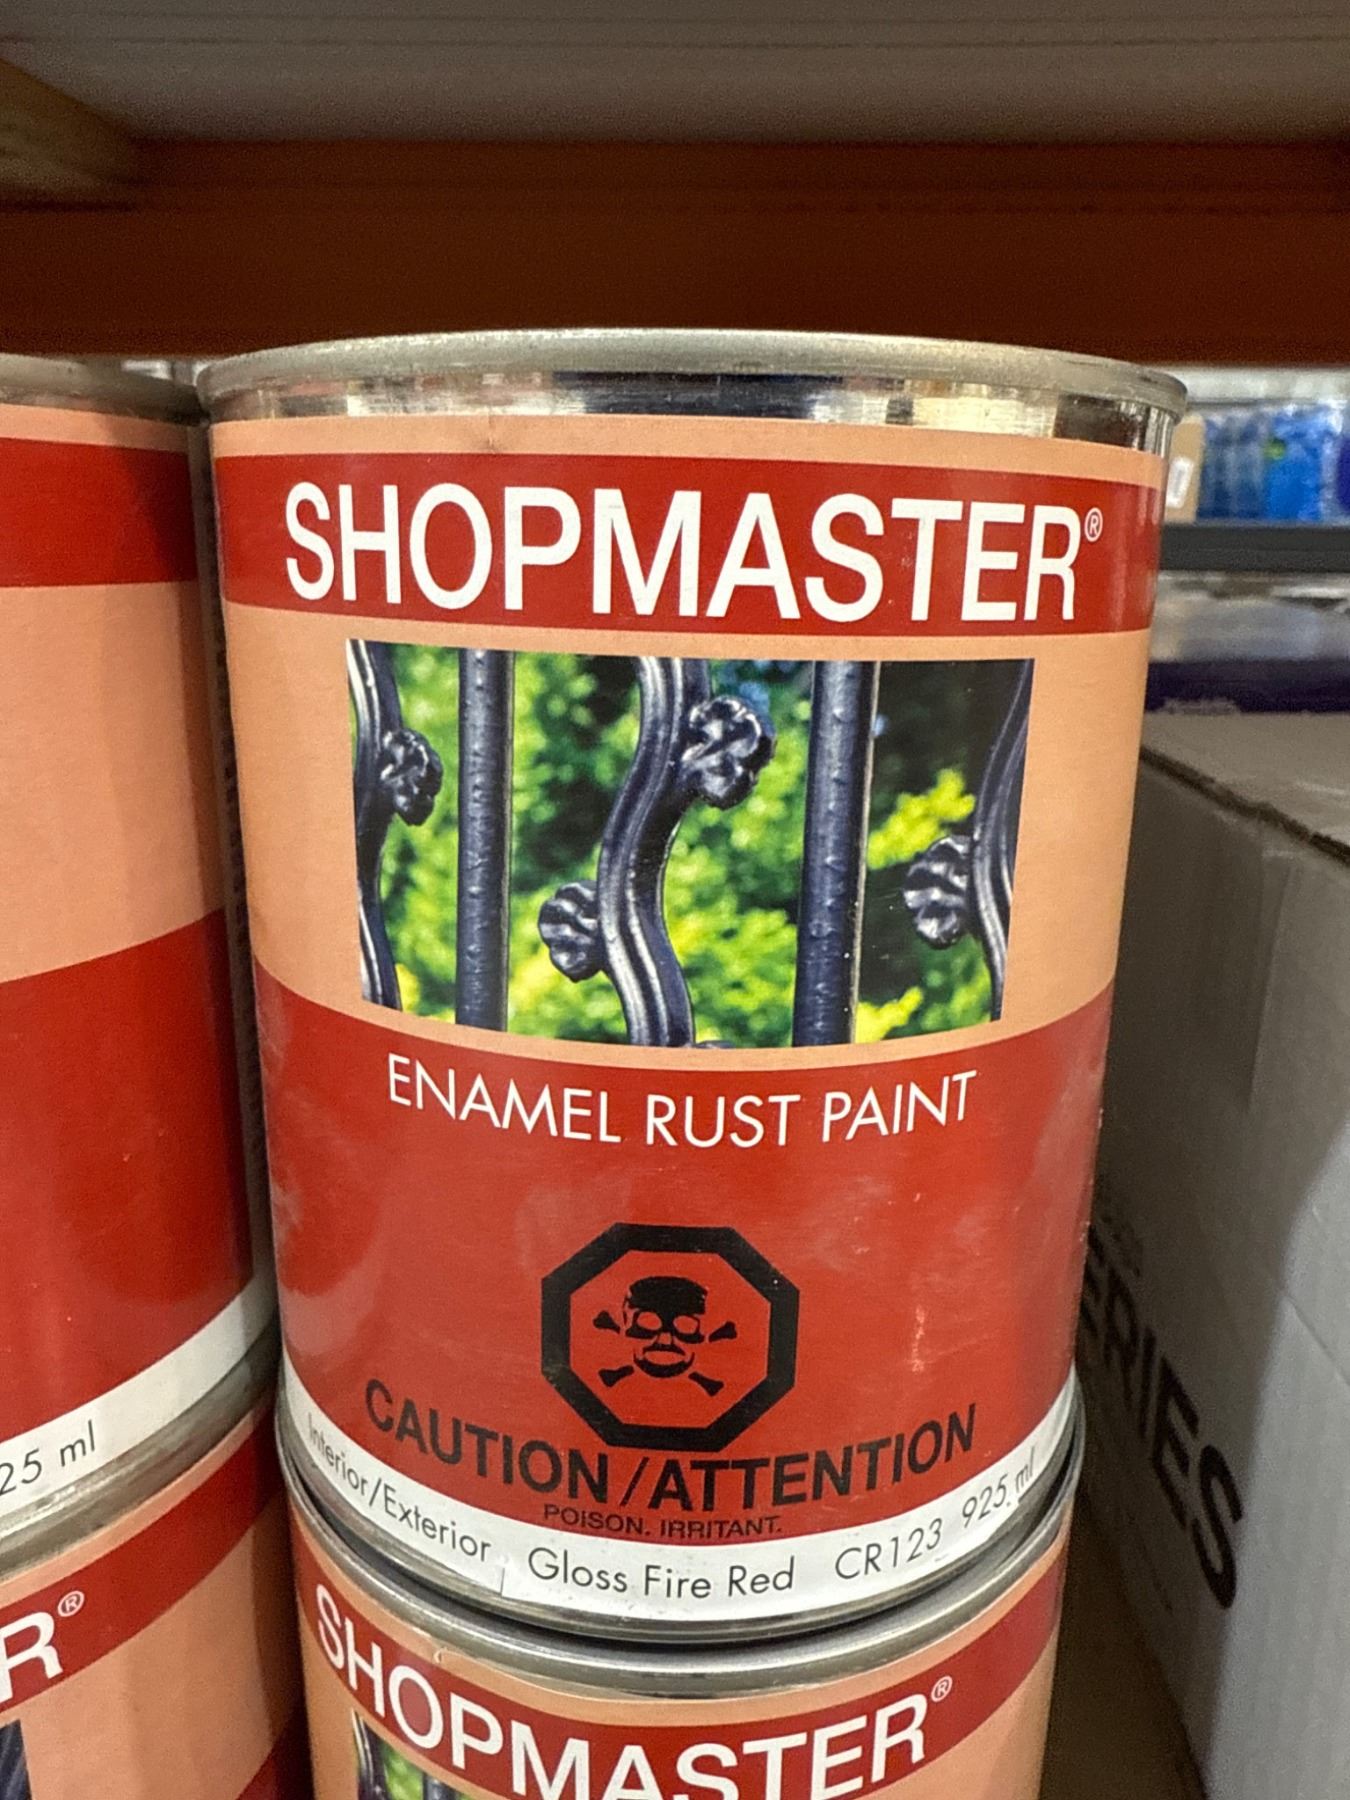 SHOPMASTER®
ENAMEL RUST PAINT
CAUTION/ATTENTION
POISON. IRRITANT.
Interior/Exterior Gloss Fire Red CR123 925 ml
25 ml
R®
SHOPMASTER®
ERIES